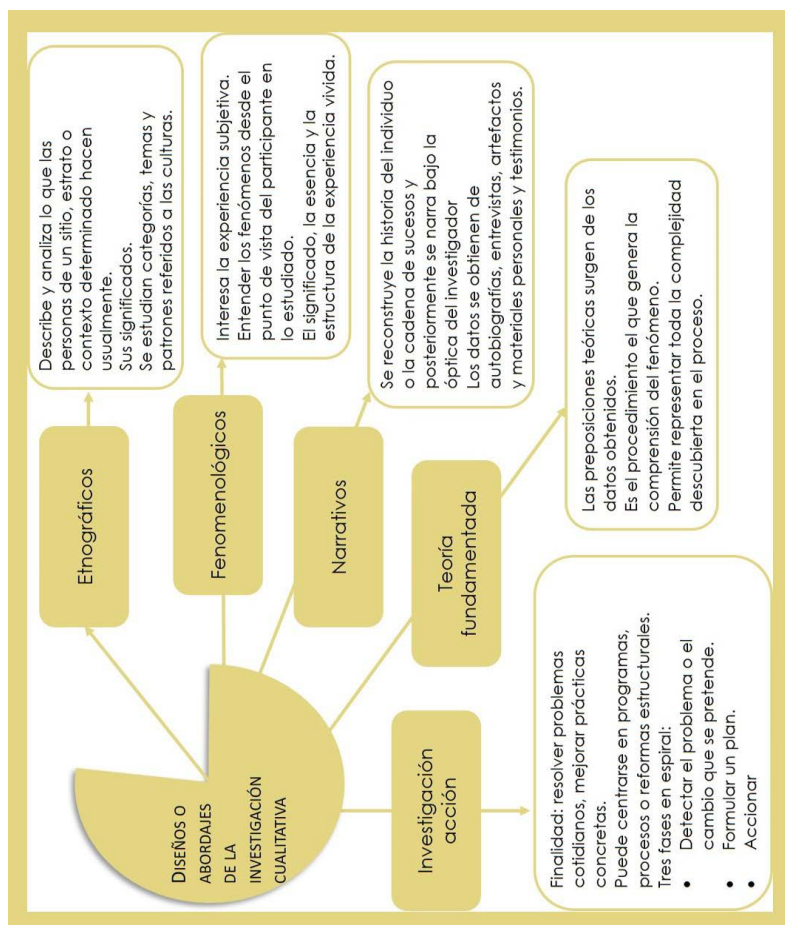 DISEÑOS O
ABORDAJES
DE LA
INVESTIGACIÓN
CUALITATIVA
Etnográficos
Describe y analiza lo que las
personas de un sitio, estrato o
contexto determinado hacen
usualmente.
Sus significados.
Se estudian categorías, temas y
patrones referidos a las culturas.
Fenomenológicos
Interesa la experiencia subjetiva.
Entender los fenómenos desde el
punto de vista del participante en
lo estudiado.
El significado, la esencia y la
estructura de la experiencia vivida.
Narrativos
Se reconstruye la historia del individuo
o la cadena de sucesos y
posteriormente se narra bajo la
óptica del investigador
Los datos se obtienen de
autobiografías, entrevistas, artefactos
y materiales personales y testimonios.
Teoría
fundamentada
Las preposiciones teóricas surgen de los
datos obtenidos.
Es el procedimiento el que genera la
comprensión del fenómeno.
Permite representar toda la complejidad
descubierta en el proceso.
Investigación
acción
Finalidad: resolver problemas
cotidianos, mejorar prácticas
concretas.
Puede centrarse en programas,
procesos o reformas estructurales.
Tres fases en espiral:
• Detectar el problema o el
cambio que se pretende.
• Formular un plan.
• Accionar